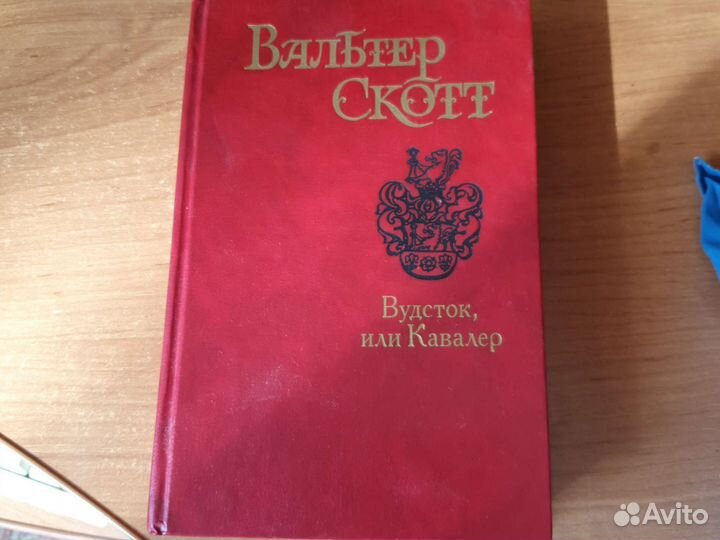 Вальтер
Скотт
Вудсток,
или Кавалер
Avito